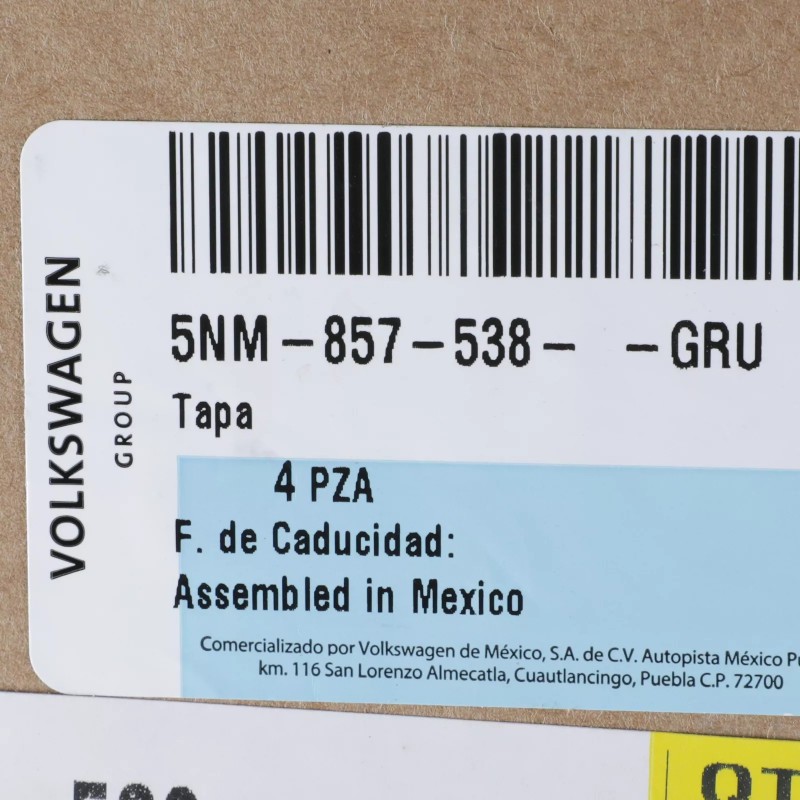 VOLKSWAGEN
GROUP
5NM-857-538- -GRU
Tapa
4 PZA
F. de Caducidad:
Assembled in Mexico
Comercializado por Volkswagen de México, S.A. de C.V. Autopista México
km. 116 San Lorenzo Almecatla, Cuautlancingo, Puebla C.P. 72700